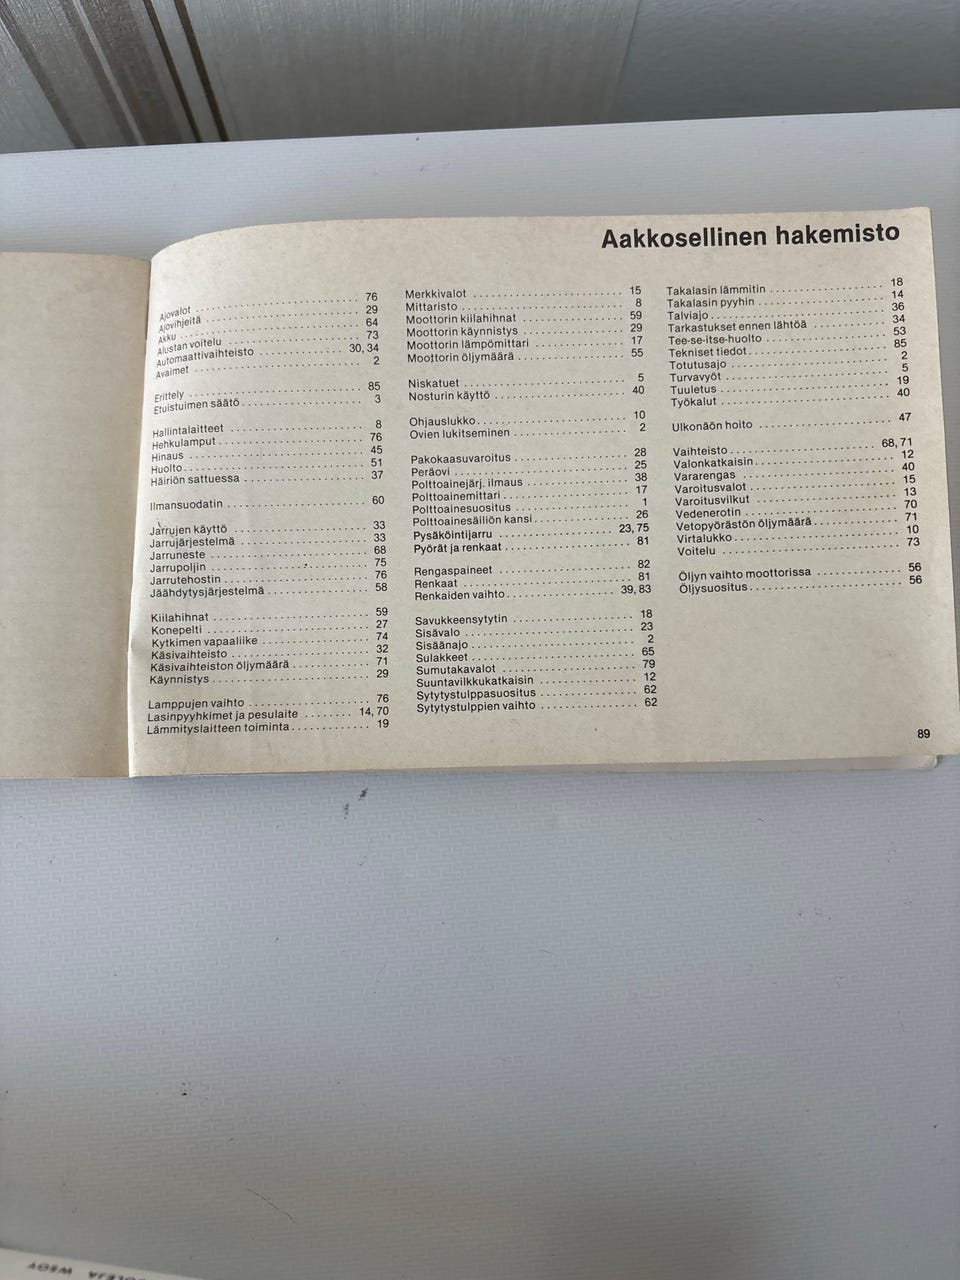 Aakkosellinen hakemisto
Ajovalot 76
Ajovihjeitä 29
Akku 64
Alustan voitelu 73
Automaattivaihteisto 30, 34
Avaimet 2
Erittely 85
Etuistuimen säätö 3
Hallintalaitteet 8
Hehkulamput 76
Hinaus 45
Huolto 51
Häiriön sattuessa 37
Ilmansuodatin 60
Jarrujen käyttö 33
Jarrujärjestelmä 33
Jarruneste 68
Jarrupoljin 75
Jarrutehostin 76
Jäähdytysjärjestelmä 58
Kiilahihnat 59
Konepelti 27
Kytkimen vapaaliike 74
Käsivaihteisto 32
Käsivaihteiston öljymäärä 71
Käynnistys 29
Lamppujen vaihto 76
Lasinpyyhkimet ja pesulaite 14, 70
Lämmityslaitteen toiminta 19
Merkkivalot 15
Mittaristo 8
Moottorin kiilahihnat 59
Moottorin käynnistys 29
Moottorin lämpömittari 17
Moottorin öljymäärä 55
Niskatuet 5
Nosturin käyttö 40
Ohjauslukko 10
Ovien lukitseminen 2
Pakokaasuvaroitus 28
Peräovi 25
Polttoainejärj. ilmaus 38
Polttoainemittari 17
Polttoainesuositus 1
Polttoainesäiliön kansi 26
Pysäköintijarru 23, 75
Pyörät ja renkaat 81
Rengaspaineet 82
Renkaat 81
Renkaiden vaihto 39, 83
Savukkeensytytin 18
Sisävalo 23
Sisäänajo 2
Sulakkeet 65
Sumutakavalot 79
Suuntavilkkukatkaisin 12
Sytytystulppasuositus 62
Sytytystulppien vaihto 62
Takalasin lämmitin 18
Takalasin pyyhin 14
Talviajo 36
Tarkastukset ennen lähtöä 34
Tee-se-itse-huolto 53
Tekniset tiedot 85
Totutusajo 2
Turvavyöt 5
Tuuletus 19
Työkalut 40
Ulkonäön hoito 47
Vaihteisto 68, 71
Valonkatkaisin 12
Vararengas 40
Varoitusvalot 15
Varoitusvilkut 13
Vedenerotin 70
Vetopyörästön öljymäärä 71
Virtalukko 10
Voitelu 73
Öljyn vaihto moottorissa 56
Öljysuositus 56
89